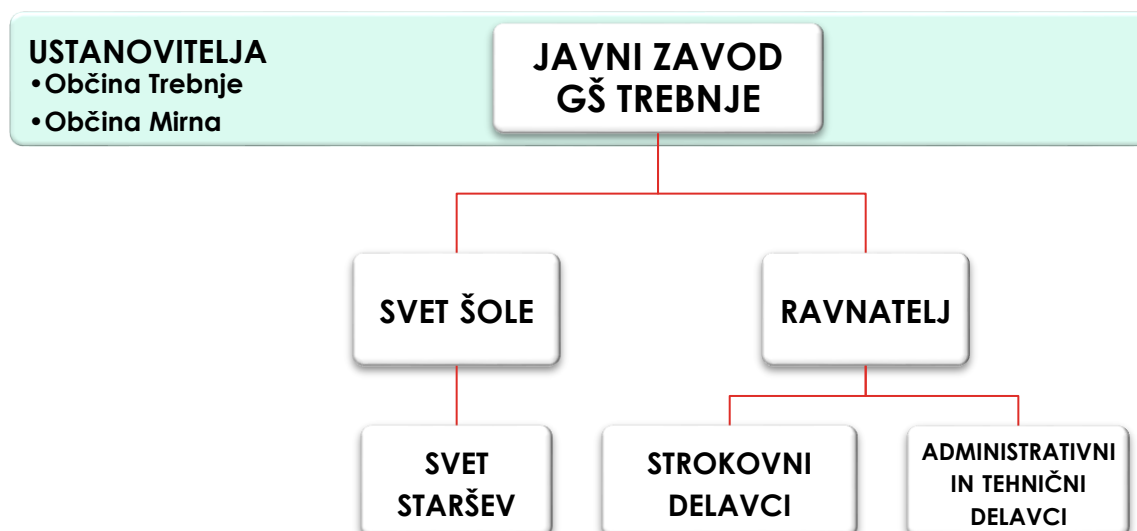 USTANOVITELJA
•Občina Trebnje
•Občina Mirna
JAVNI ZAVOD
GŠ TREBNJE
SVET ŠOLE
RAVNATELJ
SVET
STARŠEV
STROKOVNI
DELAVCI
ADMINISTRATIVNI
IN TEHNIČNI
DELAVCI